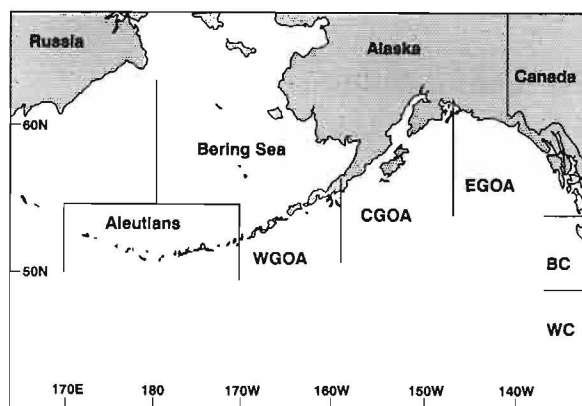 Russia
Alaska
Canada
60N
Bering Sea
EGOA
Aleutians
CGOA
WGOA
BC
50N
WC
170E 180 170W 160W 150W 140W